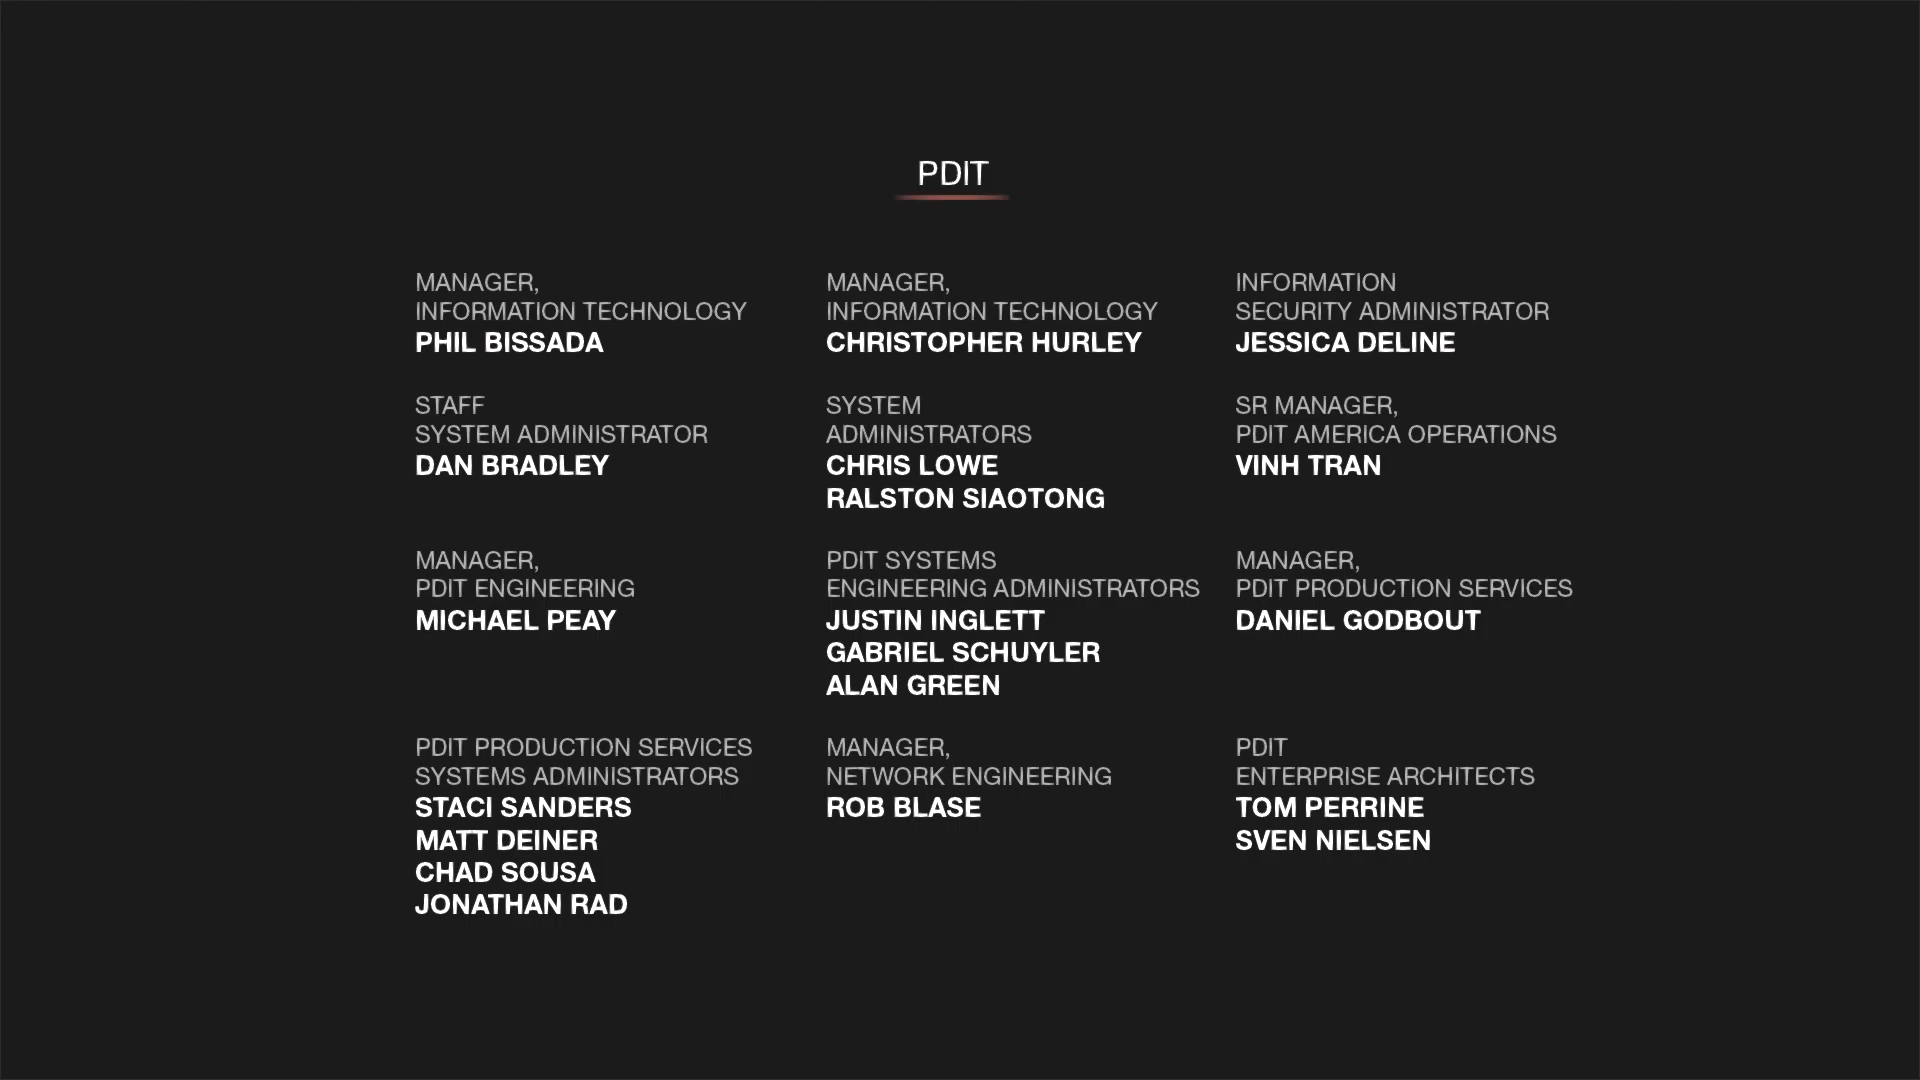 PDIT
MANAGER,
INFORMATION TECHNOLOGY
PHIL BISSADA
MANAGER,
INFORMATION TECHNOLOGY
CHRISTOPHER HURLEY
INFORMATION
SECURITY ADMINISTRATOR
JESSICA DELINE
STAFF
SYSTEM ADMINISTRATOR
DAN BRADLEY
SYSTEM
ADMINISTRATORS
CHRIS LOWE
RALSTON SIAOTONG
SR MANAGER,
PDIT AMERICA OPERATIONS
VINH TRAN
MANAGER,
PDIT ENGINEERING
MICHAEL PEAY
PDIT SYSTEMS
ENGINEERING ADMINISTRATORS
JUSTIN INGLETT
GABRIEL SCHUYLER
ALAN GREEN
MANAGER,
PDIT PRODUCTION SERVICES
DANIEL GODBOUT
PDIT PRODUCTION SERVICES
SYSTEMS ADMINISTRATORS
STACI SANDERS
MATT DEINER
CHAD SOUSA
JONATHAN RAD
MANAGER,
NETWORK ENGINEERING
ROB BLASE
PDIT
ENTERPRISE ARCHITECTS
TOM PERRINE
SVEN NIELSEN